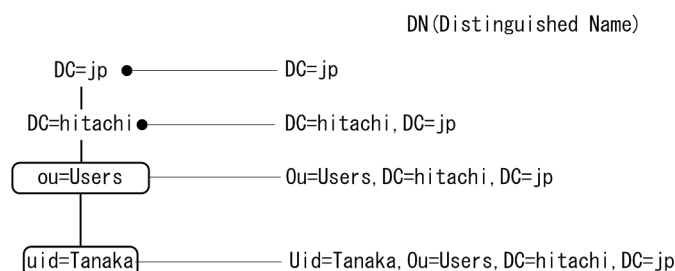 DN(Distinguished Name)
DC=jp DC=jp
DC=hitachi DC=hitachi,DC=jp
ou=Users Ou=Users,DC=hitachi,DC=jp
uid=Tanaka Uid=Tanaka,Ou=Users,DC=hitachi,DC=jp